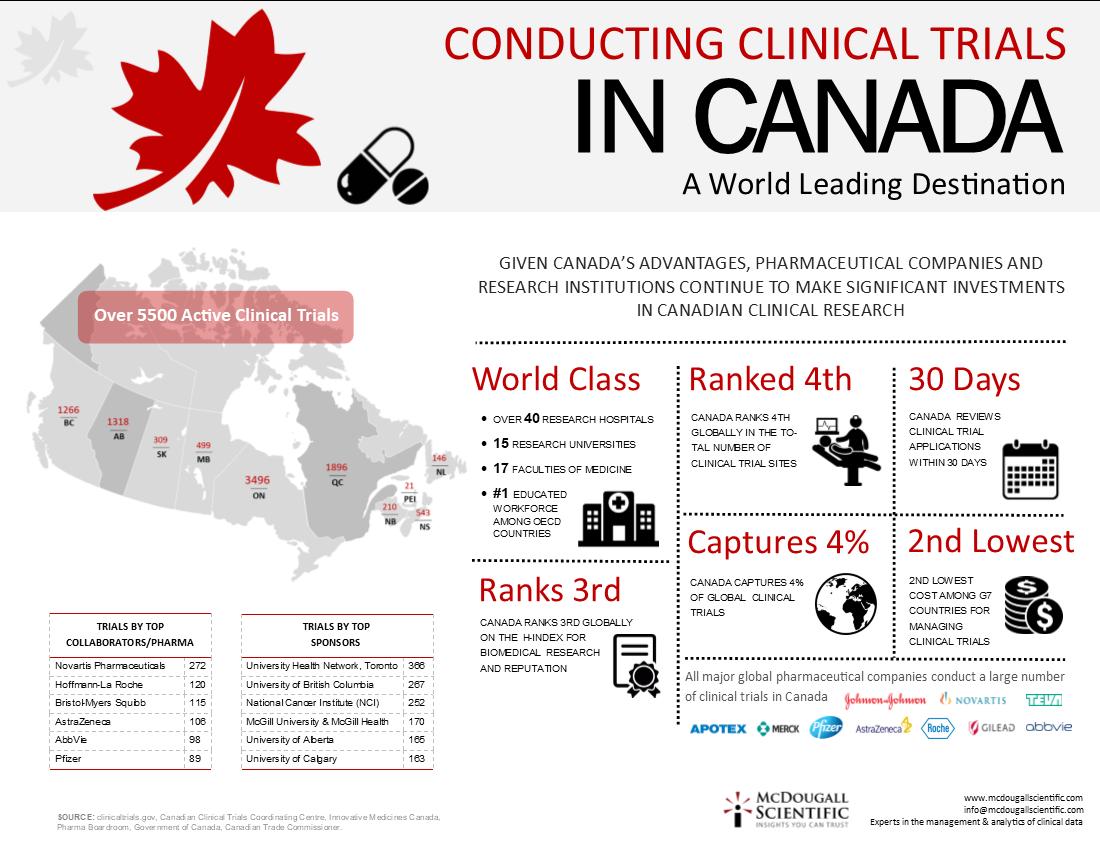 CONDUCTING CLINICAL TRIALS
IN CANADA
A World Leading Destination
Over 5500 Active Clinical Trials
1266
BC
1318
AB
309
SK
499
MB
3496
ON
1896
QC
146
NL
21
PEI
210
NB
543
NS
TRIALS BY TOP
COLLABORATORS/PHARMA
Novartis Pharmaceuticals 272
Hoffmann-La Roche 120
Bristol-Myers Squibb 115
AstraZeneca 106
AbbVie 98
Pfizer 89
TRIALS BY TOP
SPONSORS
University Health Network, Toronto 366
University of British Columbia 267
National Cancer Institute (NCI) 252
McGill University & McGill Health 170
University of Alberta 165
University of Calgary 163
SOURCE: clinicaltrials.gov, Canadian Clinical Trials Coordinating Centre, Innovative Medicines Canada,
Pharma Boardroom, Government of Canada, Canadian Trade Commissioner.
GIVEN CANADA'S ADVANTAGES, PHARMACEUTICAL COMPANIES AND
RESEARCH INSTITUTIONS CONTINUE TO MAKE SIGNIFICANT INVESTMENTS
IN CANADIAN CLINICAL RESEARCH
World Class
• OVER 40 RESEARCH HOSPITALS
• 15 RESEARCH UNIVERSITIES
• 17 FACULTIES OF MEDICINE
• #1 EDUCATED
WORKFORCE
AMONG OECD
COUNTRIES
Ranks 3rd
CANADA RANKS 3RD GLOBALLY
ON THE H-INDEX FOR
BIOMEDICAL RESEARCH
AND REPUTATION
Ranked 4th
CANADA RANKS 4TH
GLOBALLY IN THE TO-
TAL NUMBER OF
CLINICAL TRIAL SITES
30 Days
CANADA REVIEWS
CLINICAL TRIAL
APPLICATIONS
WITHIN 30 DAYS
Captures 4%
CANADA CAPTURES 4%
OF GLOBAL CLINICAL
TRIALS
2nd Lowest
2ND LOWEST
COST AMONG G7
COUNTRIES FOR
MANAGING
CLINICAL TRIALS
$
$
All major global pharmaceutical companies conduct a large number
of clinical trials in Canada
Johnson & Johnson NOVARTIS TEVA
APOTEX MERCK Pfizer AstraZeneca Roche GILEAD abbvie
McDOUGALL
SCIENTIFIC
INSIGHTS YOU CAN TRUST
www.mcdougallscientific.com
info@mcdougallscientific.com
Experts in the management & analytics of clinical data